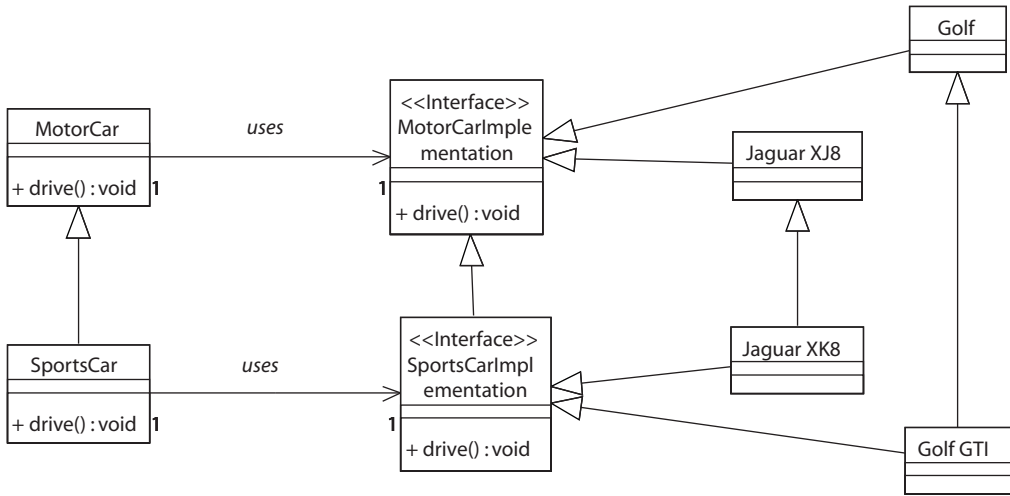 Golf
<<Interface>>
MotorCarImple
mentation
+ drive() : void
1
MotorCar
+ drive() : void
1
uses
Jaguar XJ8
SportsCar
+ drive() : void
1
uses
<<Interface>>
SportsCarImpl
ementation
+ drive() : void
1
Jaguar XK8
Golf GTI